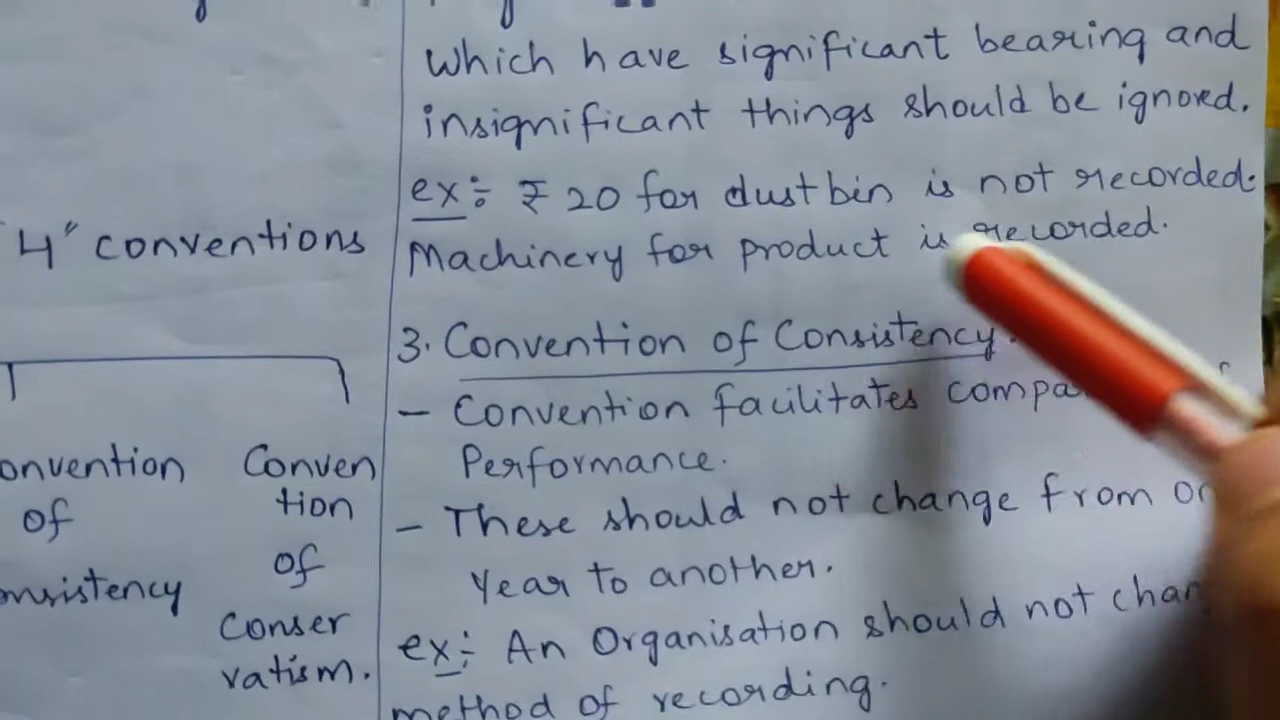 "4" conventions
onvention
of
nsistency
Conven
tion
of
Conser
vatism.
Which have significant bearing and
insignificant things should be ignored.
ex:- ₹ 20 for dustbin is not recorded.
Machinery for product is recorded.
3. Convention of Consistency.
- Convention facilitates compa
Performance.
- These should not change from on
Year to another.
ex:- An Organisation should not chan
method of recording.